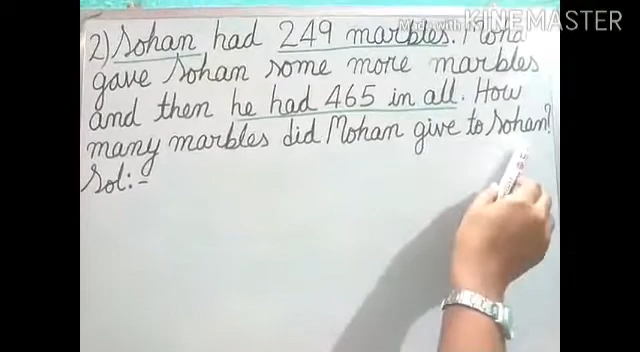 Made with KINEMASTER
2) Sohan had 249 marbles. Moha
gave Sohan some more marbles
and then he had 465 in all. How
many marbles did Mohan give to Sohan?
Sol:-